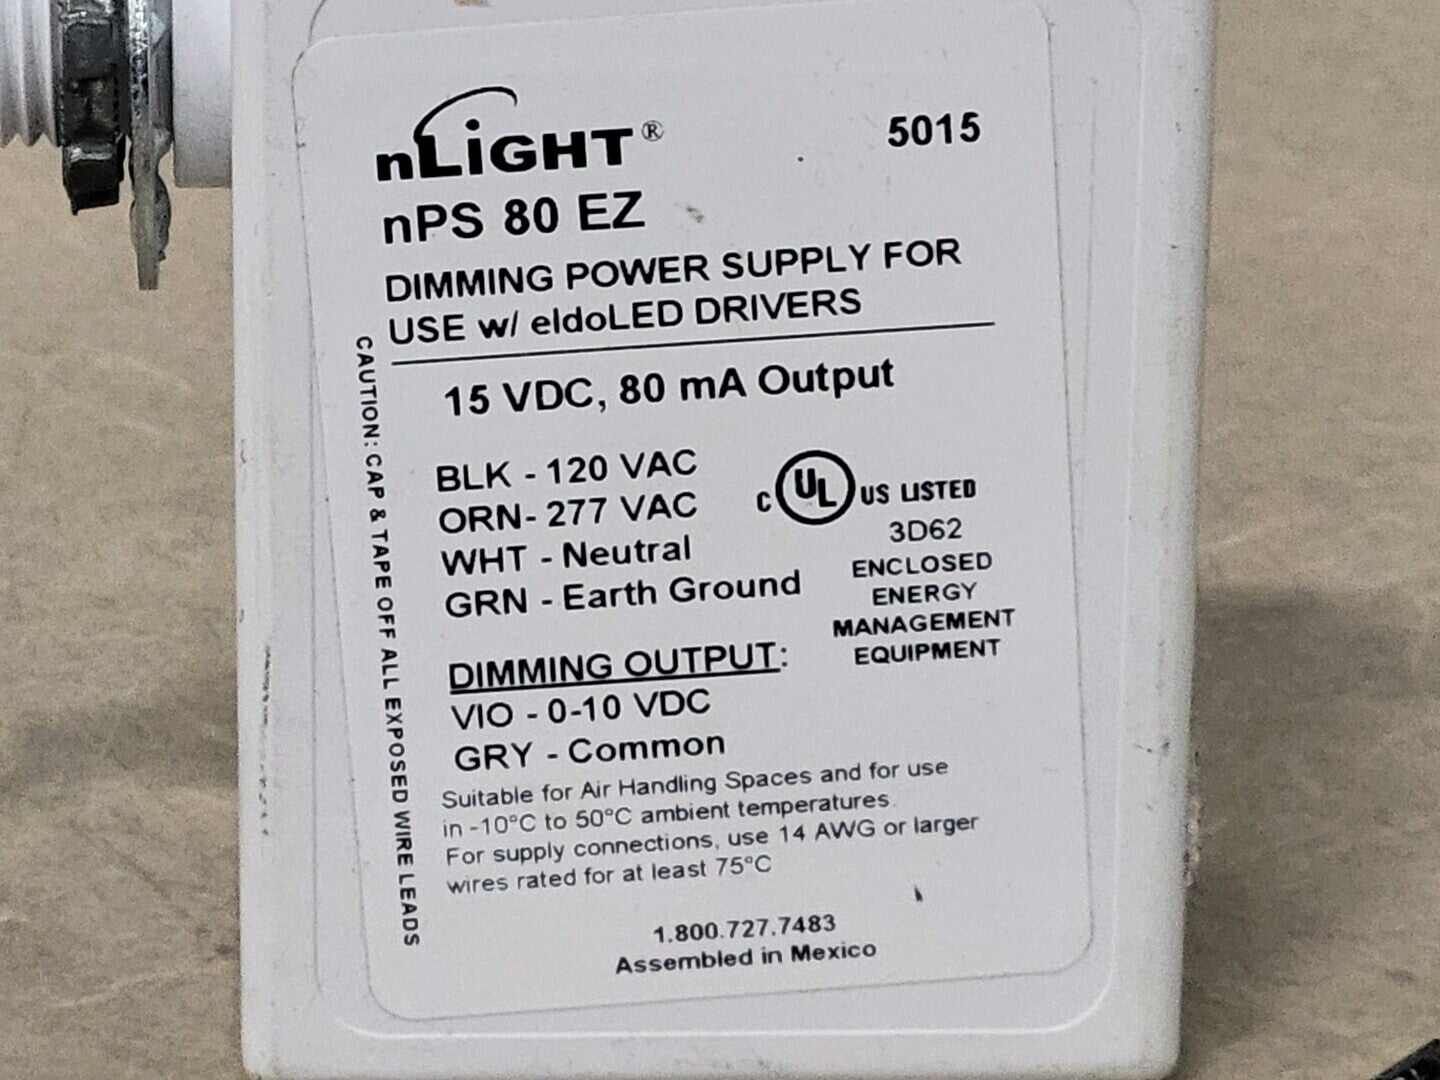 nLiGHT® 5015
nPS 80 EZ
DIMMING POWER SUPPLY FOR
USE w/ eldoLED DRIVERS
15 VDC, 80 mA Output
BLK - 120 VAC
ORN- 277 VAC
WHT - Neutral
GRN - Earth Ground
C UL US LISTED
3D62
ENCLOSED
ENERGY
MANAGEMENT
EQUIPMENT
DIMMING OUTPUT:
VIO - 0-10 VDC
GRY - Common
Suitable for Air Handling Spaces and for use
in -10°C to 50°C ambient temperatures.
For supply connections, use 14 AWG or larger
wires rated for at least 75°C
1.800.727.7483
Assembled in Mexico
CAUTION: CAP & TAPE OFF ALL EXPOSED WIRE LEADS